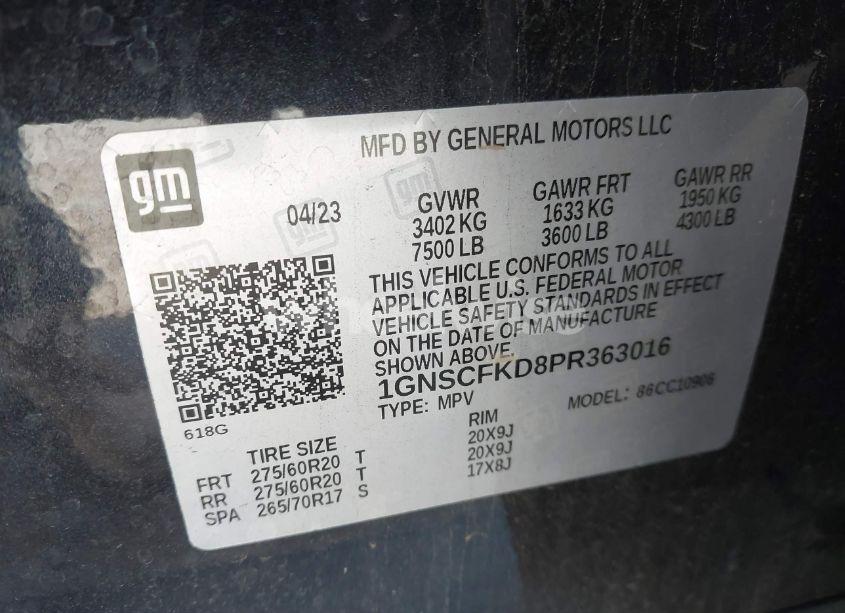 MFD BY GENERAL MOTORS LLC
gm
04/23
GVWR
3402 KG
7500 LB
GAWR FRT
1633 KG
3600 LB
GAWR RR
1950 KG
4300 LB
THIS VEHICLE CONFORMS TO ALL
APPLICABLE U.S. FEDERAL MOTOR
VEHICLE SAFETY STANDARDS IN EFFECT
ON THE DATE OF MANUFACTURE
SHOWN ABOVE.
1GNSCFKD8PR363016
TYPE: MPV
MODEL: 86CC10906
618G
TIRE SIZE
RIM
FRT 275/60R20 T 20X9J
RR 275/60R20 T 20X9J
SPA 265/70R17 S 17X8J